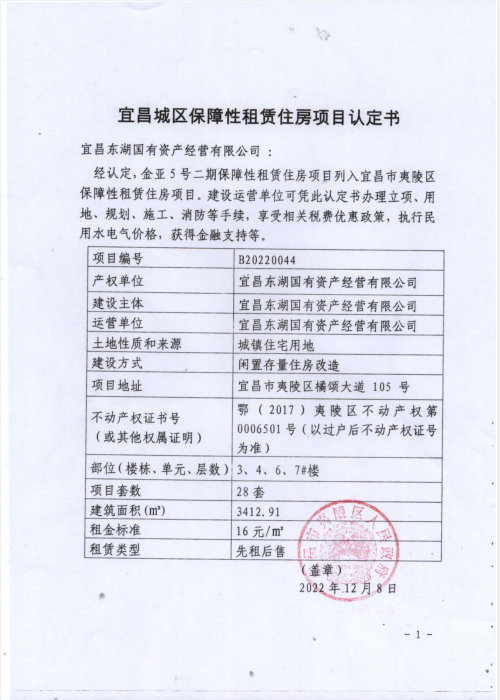 宜昌城区保障性租赁住房项目认定书
宜昌东湖国有资产经营有限公司：
经认定，金亚5号二期保障性租赁住房项目列入宜昌市夷陵区
保障性租赁住房项目。建设运营单位可凭此认定书办理立项、用
地、规划、施工、消防等手续，享受相关税费优惠政策，执行民
用水电气价格，获得金融支持等。
项目编号 B20220044
产权单位 宜昌东湖国有资产经营有限公司
建设主体 宜昌东湖国有资产经营有限公司
运营单位 宜昌东湖国有资产经营有限公司
土地性质和来源 城镇住宅用地
建设方式 闲置存量住房改造
项目地址 宜昌市夷陵区橘颂大道 105 号
不动产权证书号
（或其他权属证明）
鄂（2017）夷陵区不动产权第
0006501号（以过户后不动产权证号
为准）
部位（楼栋、单元、层数） 3、4、6、7#楼
项目套数 28套
建筑面积(㎡) 3412.91
租金标准 16元/㎡
租赁类型 先租后售
市夷陵区人民政府
（盖章）
2022年12月8日
- 1 -